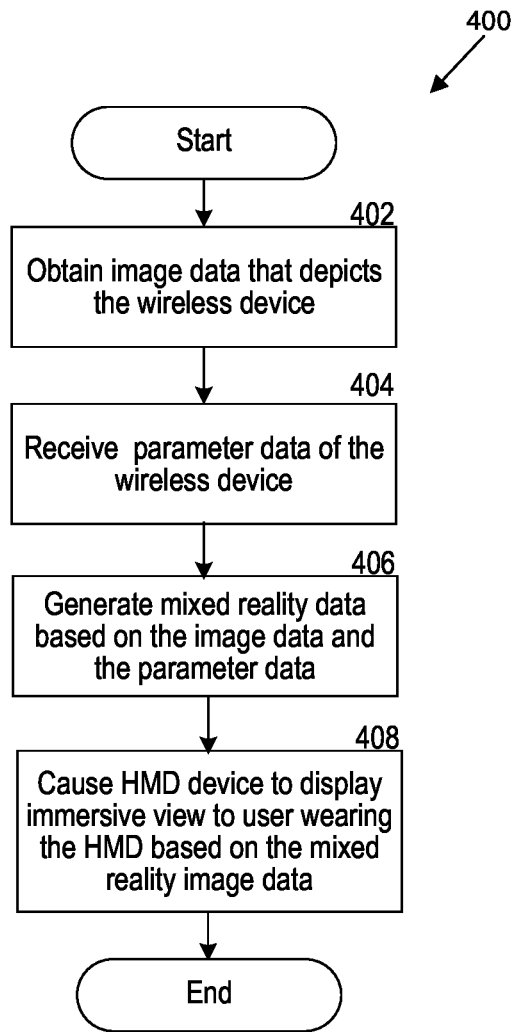 400
Start
402
Obtain image data that depicts
the wireless device
404
Receive parameter data of the
wireless device
406
Generate mixed reality data
based on the image data and
the parameter data
408
Cause HMD device to display
immersive view to user wearing
the HMD based on the mixed
reality image data
End